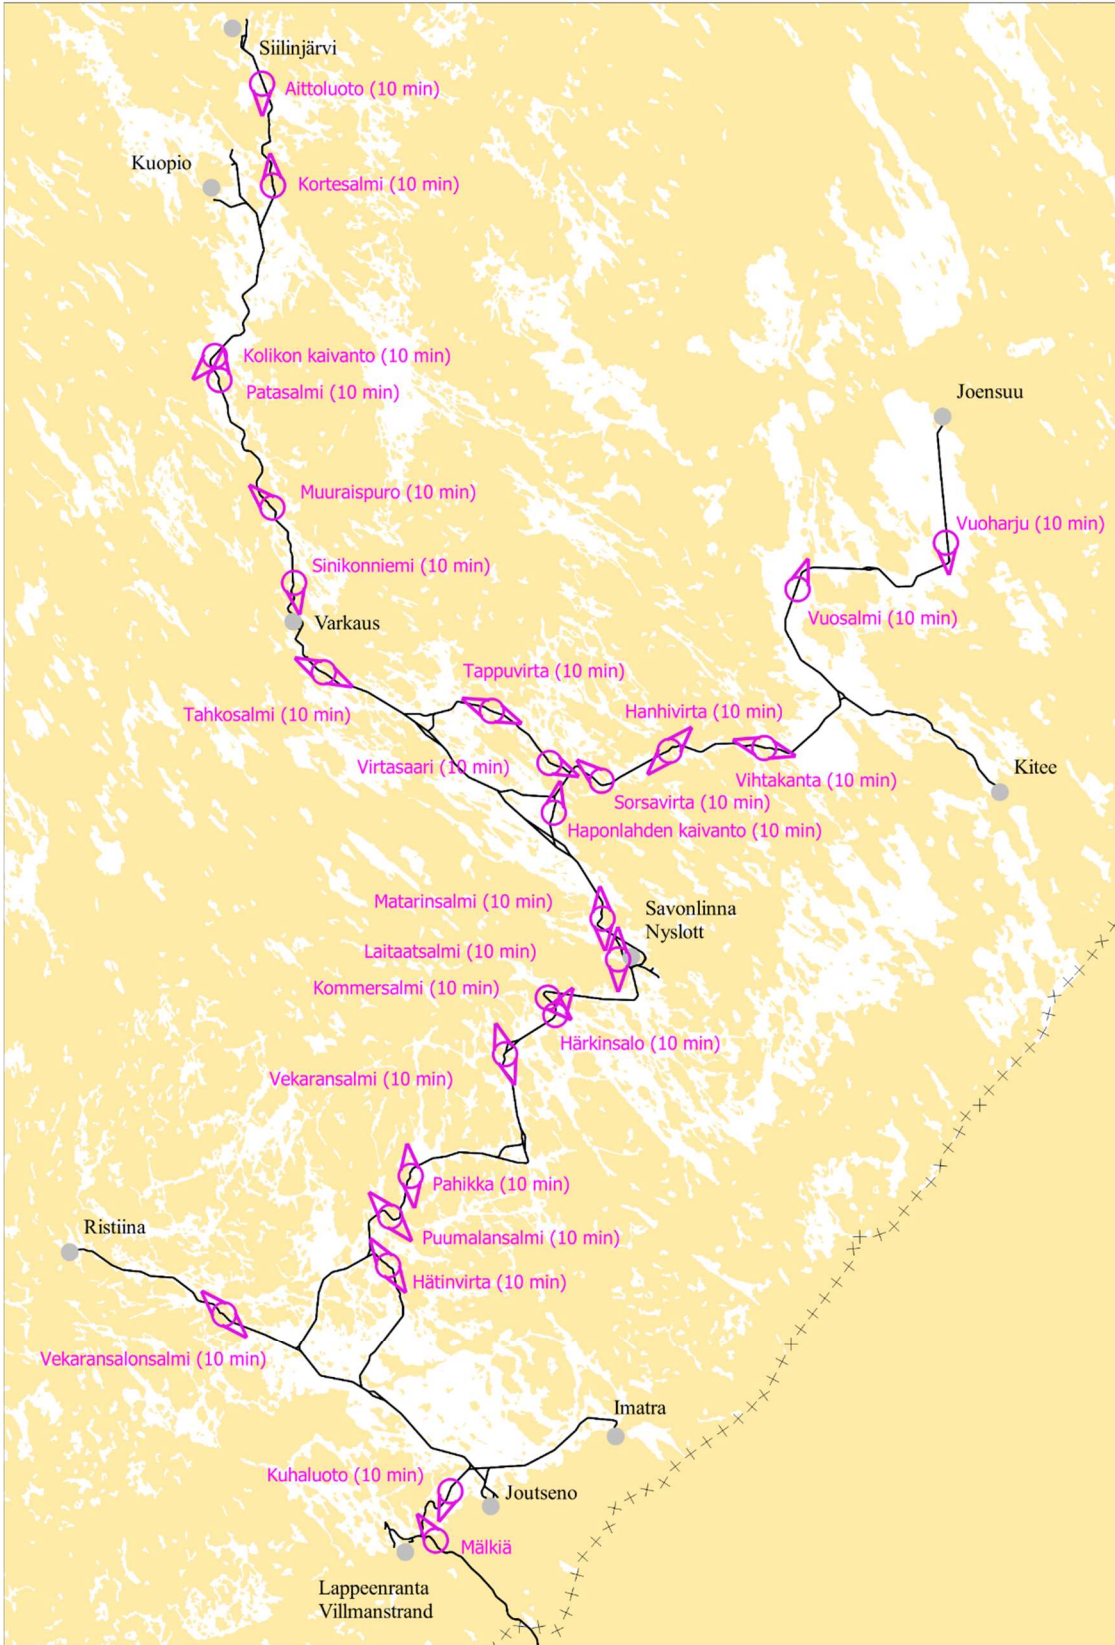 Siilinjärvi
Aittoluoto (10 min)
Kuopio
Kortesalmi (10 min)
Kolikon kaivanto (10 min)
Patasalmi (10 min)
Joensuu
Muuraispuro (10 min)
Vuoharju (10 min)
Sinikonniemi (10 min)
Vuosalmi (10 min)
Varkaus
Tappuvirta (10 min)
Tahkosalmi (10 min)
Hanhivirta (10 min)
Virtasaari (10 min)
Kitee
Vihtakanta (10 min)
Sorsavirta (10 min)
Haponlahden kaivanto (10 min)
Matarinsalmi (10 min)
Savonlinna
Nyslott
Laitaatsalmi (10 min)
Kommersalmi (10 min)
Härkinsalo (10 min)
Vekaransalmi (10 min)
Pahikka (10 min)
Ristiina
Puumalansalmi (10 min)
Hätinvirta (10 min)
Vekaransalonsalmi (10 min)
Imatra
Kuhaluoto (10 min)
Joutseno
Mälkiä
Lappeenranta
Villmanstrand